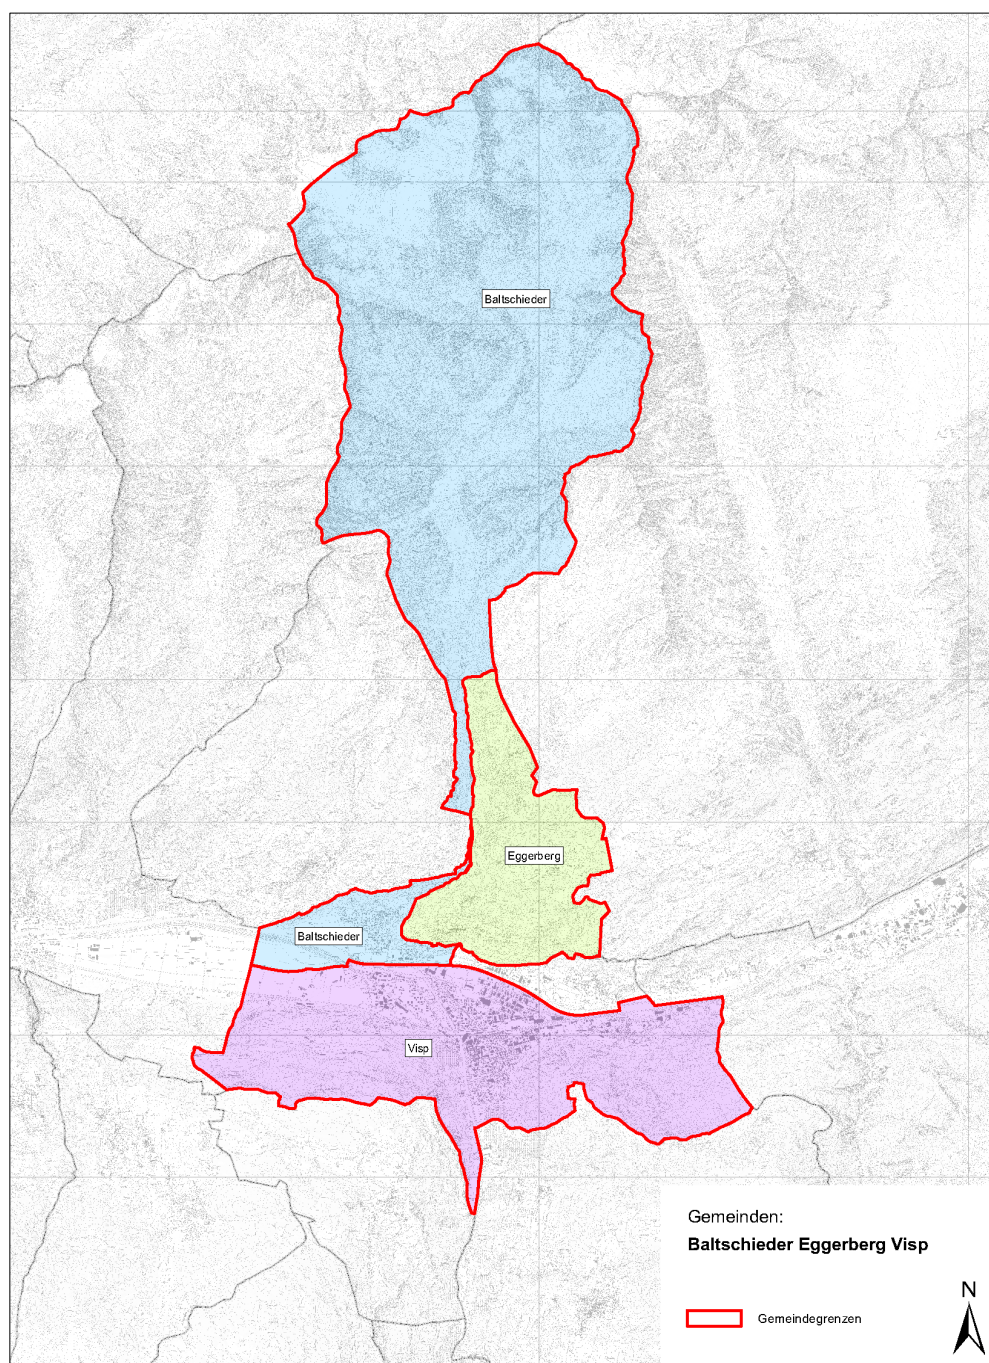 Baltschieder
Eggerberg
Baltschieder
Visp
Gemeinden:
Baltschieder Eggerberg Visp
Gemeindegrenzen
N